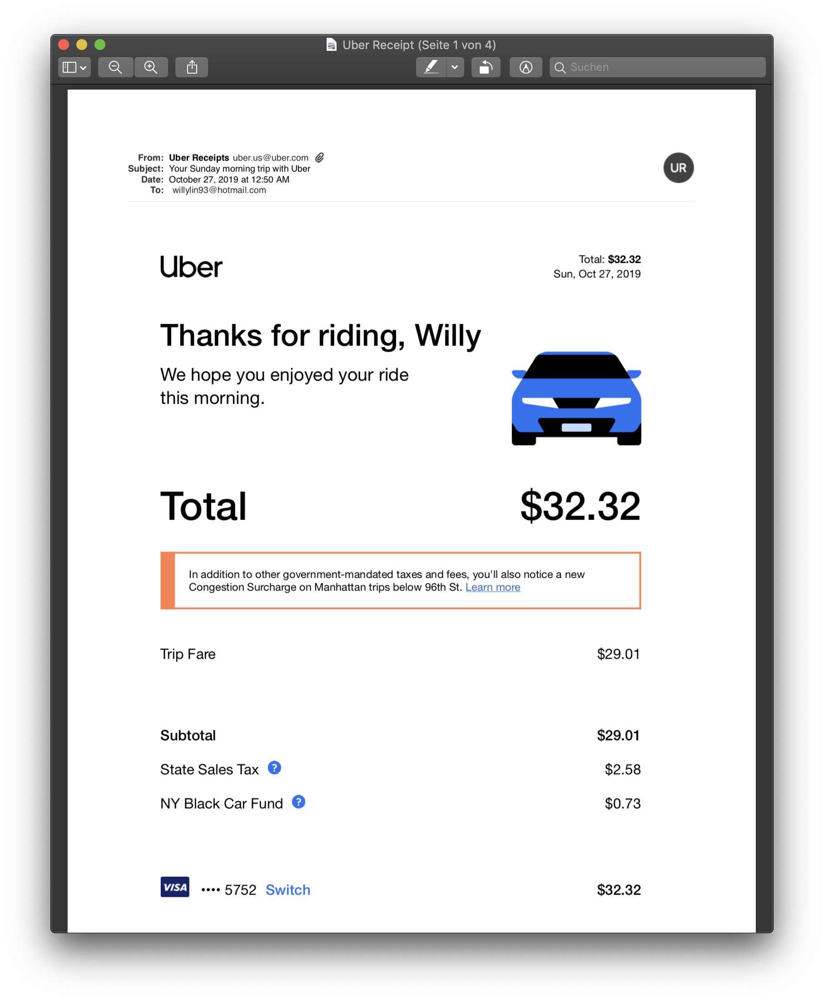 Uber Receipt (Seite 1 von 4)
Suchen
From: Uber Receipts uber.us@uber.com
Subject: Your Sunday morning trip with Uber
Date: October 27, 2019 at 12:50 AM
To: willylin93@hotmail.com
UR
Uber
Total: $32.32
Sun, Oct 27, 2019
Thanks for riding, Willy
We hope you enjoyed your ride
this morning.
Total $32.32
In addition to other government-mandated taxes and fees, you'll also notice a new
Congestion Surcharge on Manhattan trips below 96th St. Learn more
Trip Fare $29.01
Subtotal $29.01
State Sales Tax ? $2.58
NY Black Car Fund ? $0.73
VISA •••• 5752 Switch $32.32